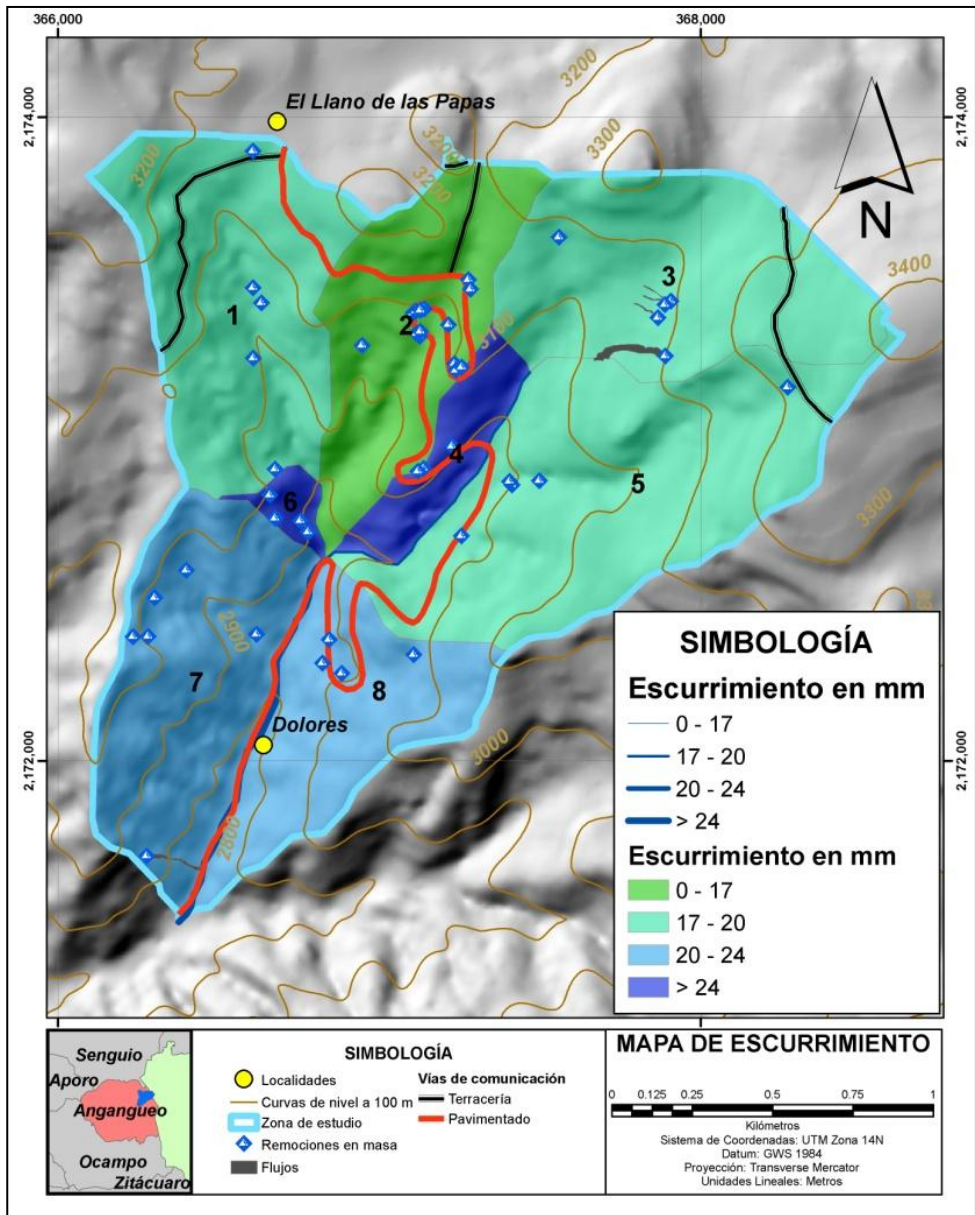 366,000
368,000
2,174,000
2,174,000
El Llano de las Papas
3200
3300
3200
3200
3200
3400
N
1
2
3
3100
4
5
3300
6
2900
7
8
Dolores
3000
2800
2,172,000
2,172,000
SIMBOLOGÍA
Escurrimiento en mm
0 - 17
17 - 20
20 - 24
> 24
Escurrimiento en mm
0 - 17
17 - 20
20 - 24
> 24
Senguio
Aporo
Angangueo
Ocampo
Zitácuaro
SIMBOLOGÍA
Localidades
Curvas de nivel a 100 m
Zona de estudio
Remociones en masa
Flujos
Vías de comunicación
Terracería
Pavimentado
MAPA DE ESCURRIMIENTO
0 0.125 0.25 0.5 0.75 1
Kilómetros
Sistema de Coordenadas: UTM Zona 14N
Datum: GWS 1984
Proyección: Transverse Mercator
Unidades Lineales: Metros